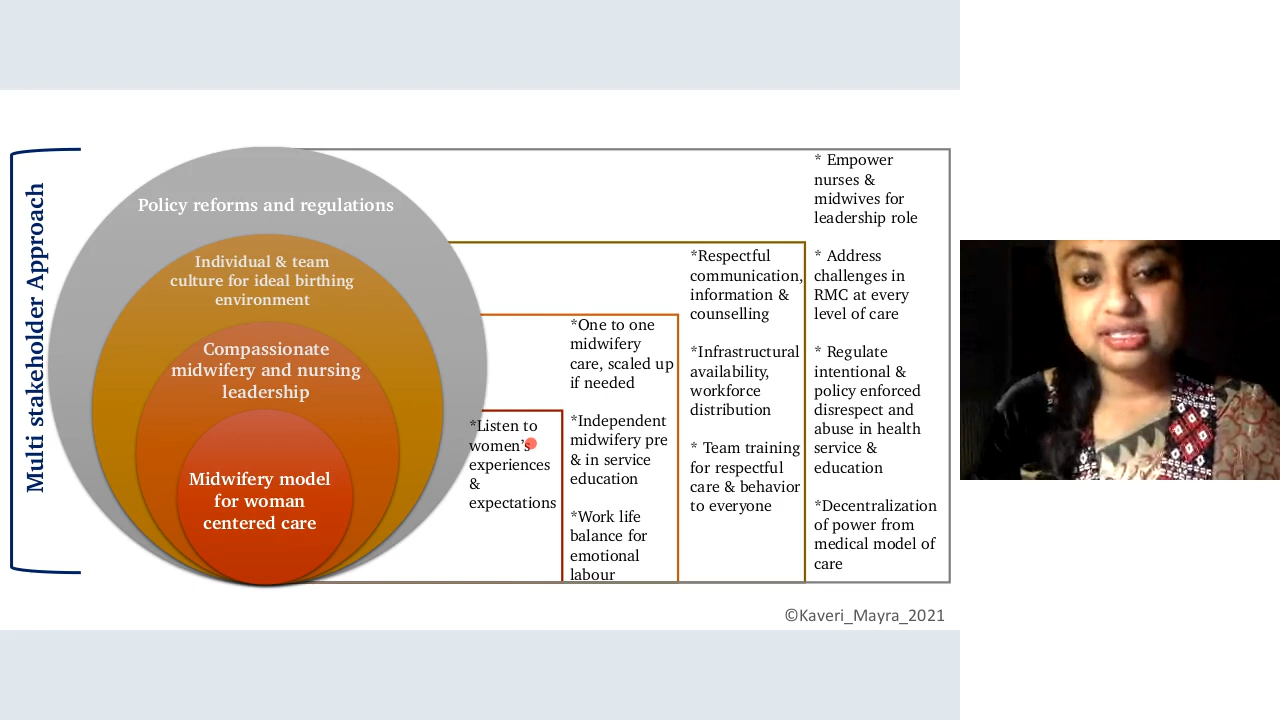 Multi stakeholder Approach
Policy reforms and regulations
Individual & team
culture for ideal birthing
environment
Compassionate
midwifery and nursing
leadership
Midwifery model
for woman
centered care
*Listen to
women's
experiences
&
expectations
*One to one
midwifery
care, scaled up
if needed
*Independent
midwifery pre
& in service
education
*Work life
balance for
emotional
labour
*Respectful
communication,
information &
counselling
*Infrastructural
availability,
workforce
distribution
* Team training
for respectful
care & behavior
to everyone
* Empower
nurses &
midwives for
leadership role
* Address
challenges in
RMC at every
level of care
* Regulate
intentional &
policy enforced
disrespect and
abuse in health
service &
education
*Decentralization
of power from
medical model of
care
©Kaveri_Mayra_2021